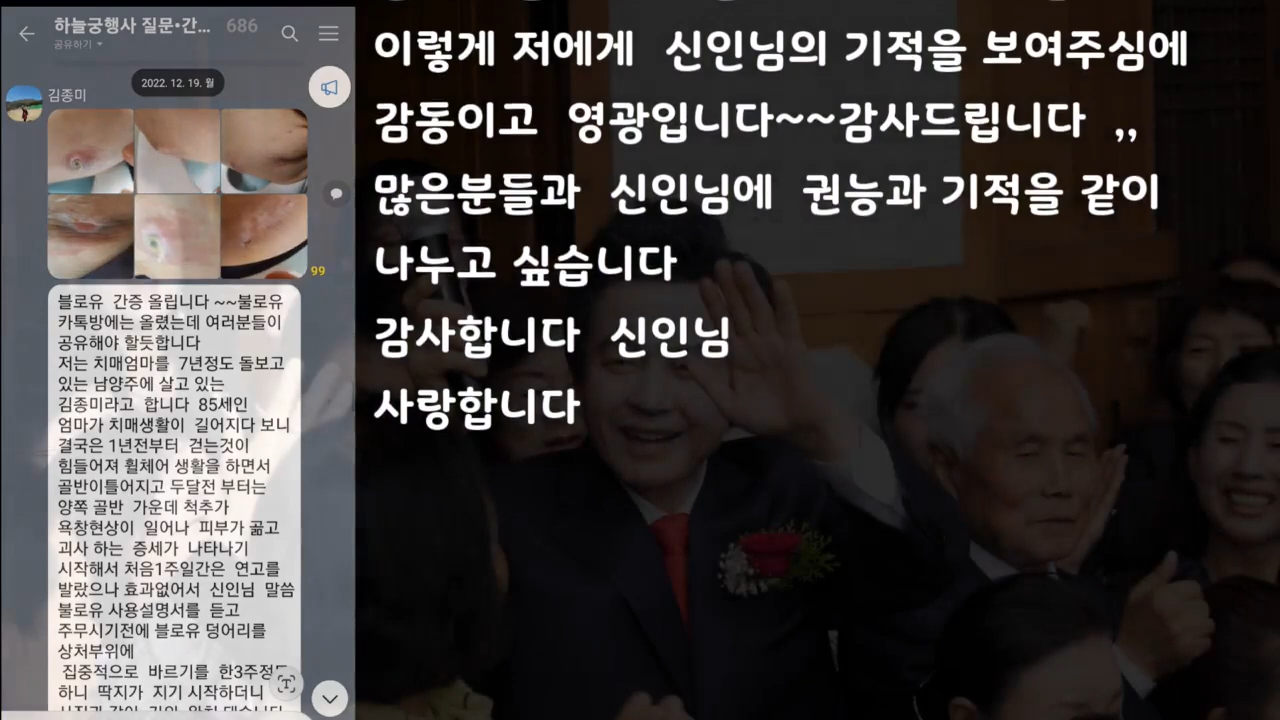 하늘궁행사 질문•간... 686
공유하기
2022. 12. 19. 월
김종미
99
블로유 간증 올립니다 ~~불로유
카톡방에는 올렸는데 여러분들이
공유해야 할듯합니다
저는 치매엄마를 7년정도 돌보고
있는 남양주에 살고 있는
김종미라고 합니다 85세인
엄마가 치매생활이 길어지다 보니
결국은 1년전부터 걷는것이
힘들어져 휠체어 생활을 하면서
골반이틀어지고 두달전 부터는
양쪽 골반 가운데 척추가
욕창현상이 일어나 피부가 곪고
괴사 하는 증세가 나타나기
시작해서 처음1주일간은 연고를
발랐으나 효과없어서 신인님 말씀
불로유 사용설명서를 듣고
주무시기전에 블로유 덩어리를
상처부위에
집중적으로 바르기를 한3주정도
하니 딱지가 지기 시작하더니
이렇게 저에게 신인님의 기적을 보여주심에
감동이고 영광입니다~~감사드립니다 ,,
많은분들과 신인님에 권능과 기적을 같이
나누고 싶습니다
감사합니다 신인님
사랑합니다